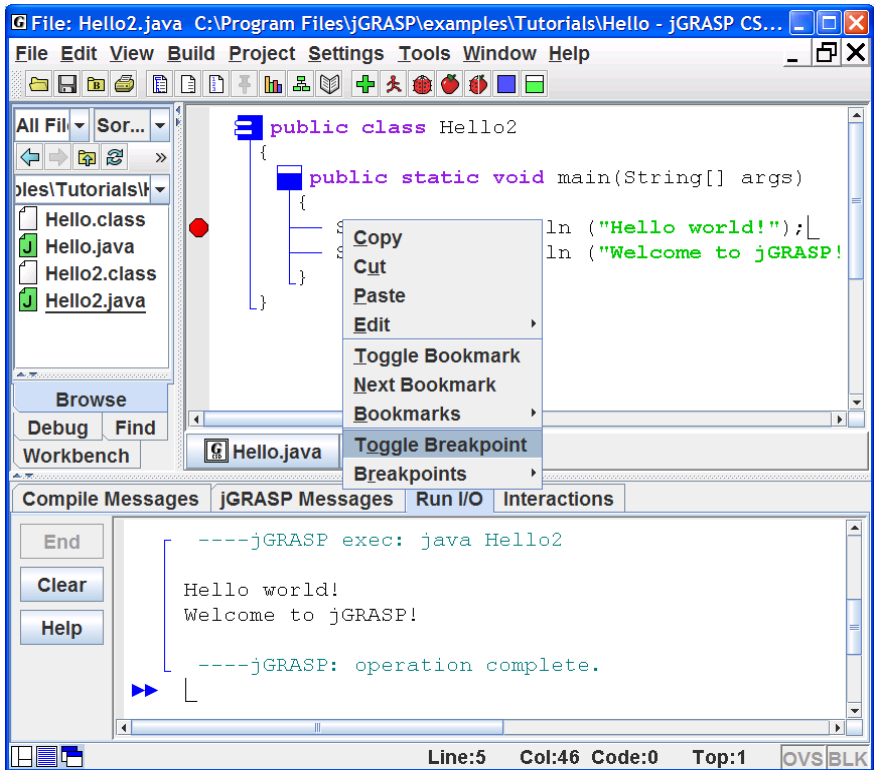 File: Hello2.java C:\Program Files\jGRASP\examples\Tutorials\Hello - jGRASP CS...
File Edit View Build Project Settings Tools Window Help
All Fil Sor...
»
les\Tutorials\H
Hello.class
Hello.java
Hello2.class
Hello2.java
Browse
Debug Find
Workbench
public class Hello2
{
public static void main(String[] args)
{
S ln ("Hello world!");
S ln ("Welcome to jGRASP!
}
}
Copy
Cut
Paste
Edit
Toggle Bookmark
Next Bookmark
Bookmarks
Toggle Breakpoint
Breakpoints
Hello.java
Compile Messages jGRASP Messages Run I/O Interactions
End
Clear
Help
----jGRASP exec: java Hello2
Hello world!
Welcome to jGRASP!
----jGRASP: operation complete.
Line:5 Col:46 Code:0 Top:1 OVS BLK